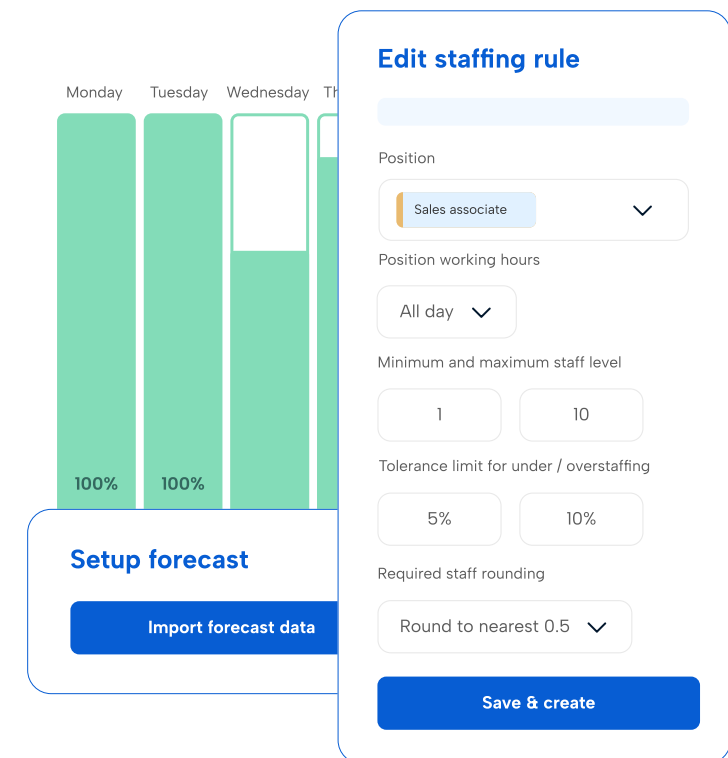 Monday Tuesday Wednesday Th
100% 100%
Setup forecast
Import forecast data
Edit staffing rule
Position
Sales associate
Position working hours
All day
Minimum and maximum staff level
1 10
Tolerance limit for under / overstaffing
5% 10%
Required staff rounding
Round to nearest 0.5
Save & create